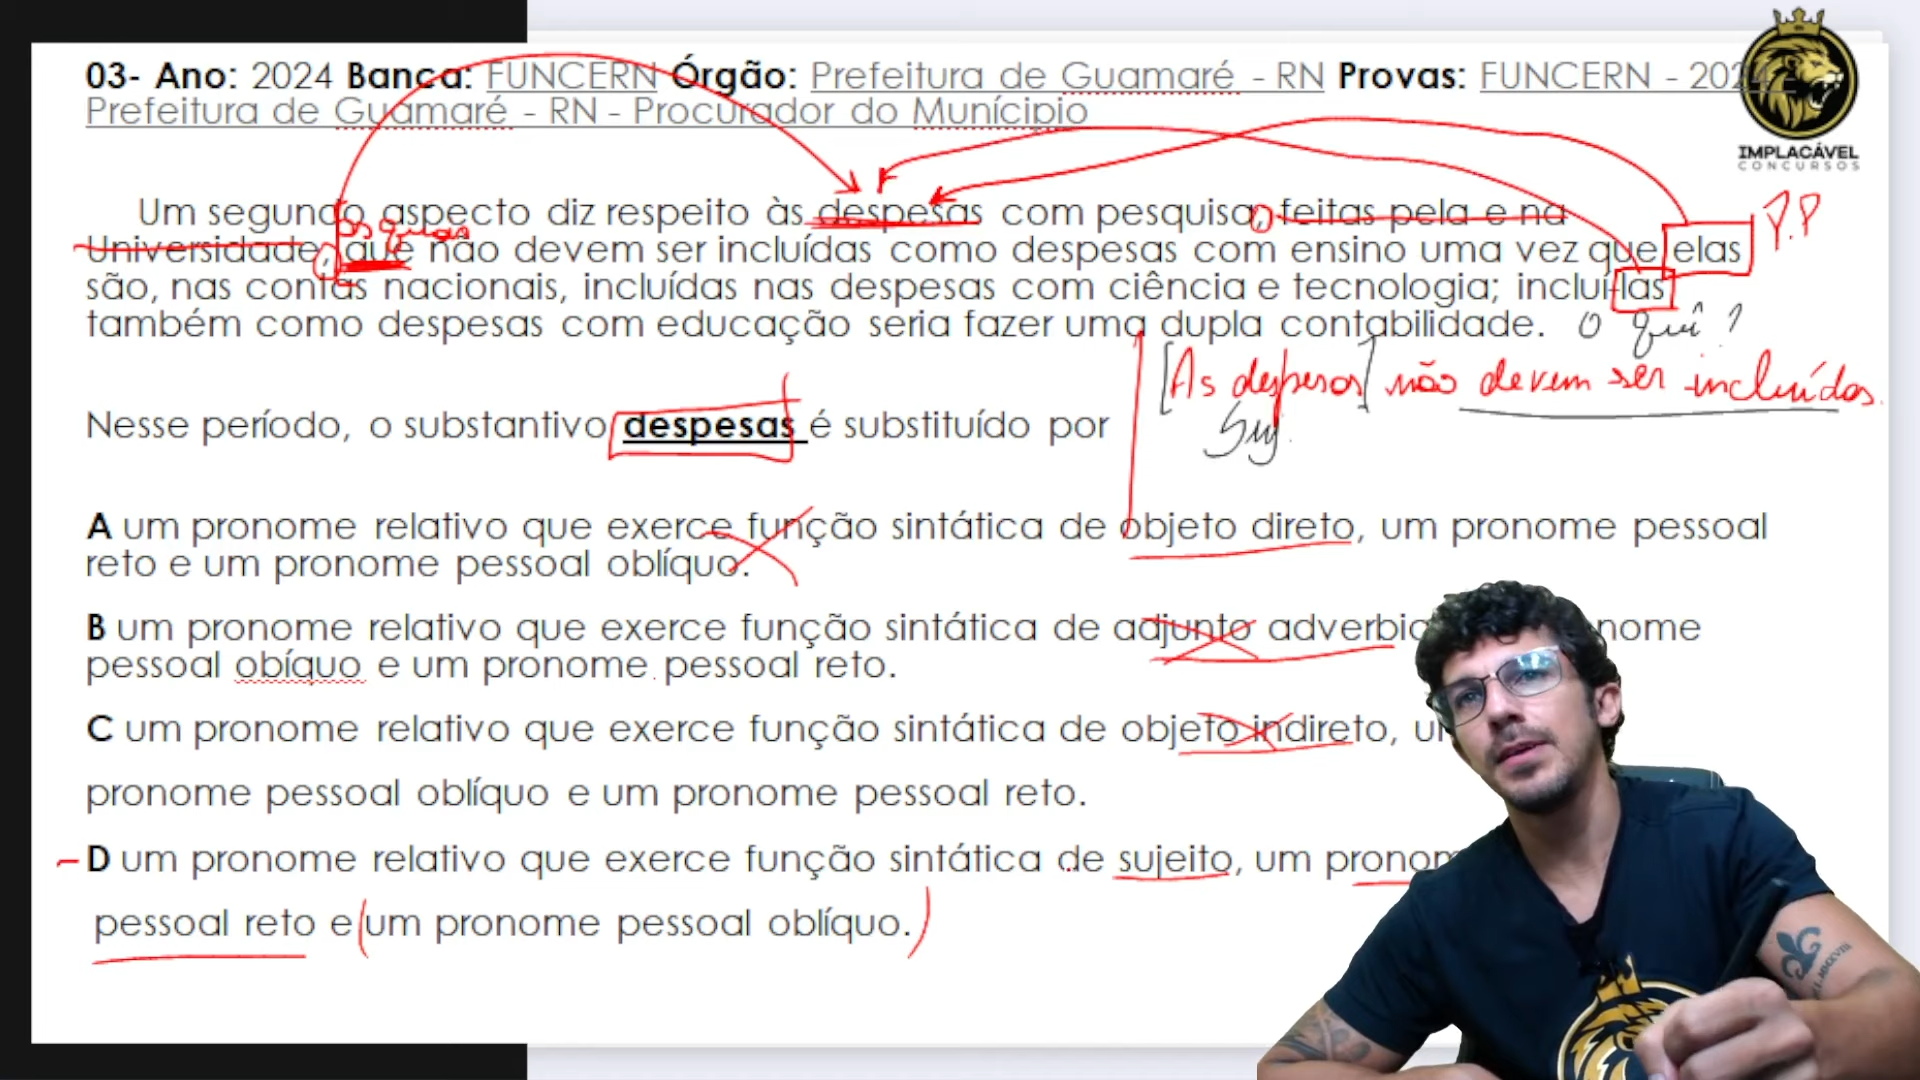 03- Ano: 2024 Banca: FUNCERN Órgão: Prefeitura de Guamaré - RN Provas: FUNCERN - 2024 -
Prefeitura de Guamaré - RN - Procurador do Munícipio
IMPLACÁVEL
CONCURSOS
Um segundo aspecto diz respeito às despesas com pesquisa, feitas pela e na
P.P
as quais
Universidade, que não devem ser incluídas como despesas com ensino uma vez que elas
são, nas contas nacionais, incluídas nas despesas com ciência e tecnologia; incluí-las
também como despesas com educação seria fazer uma dupla contabilidade.
O quê?
[As despesas] não devem ser incluídas.
Suj.
Nesse período, o substantivo despesas é substituído por
A um pronome relativo que exerce função sintática de objeto direto, um pronome pessoal
reto e um pronome pessoal oblíquo.
B um pronome relativo que exerce função sintática de adjunto nome
pessoal obíquo e um pronome pessoal reto.
C um pronome relativo que exerce função sintática de objeto indireto,
pronome pessoal oblíquo e um pronome pessoal reto.
D um pronome relativo que exerce função sintática de sujeito, um
pessoal reto e um pronome pessoal oblíquo.